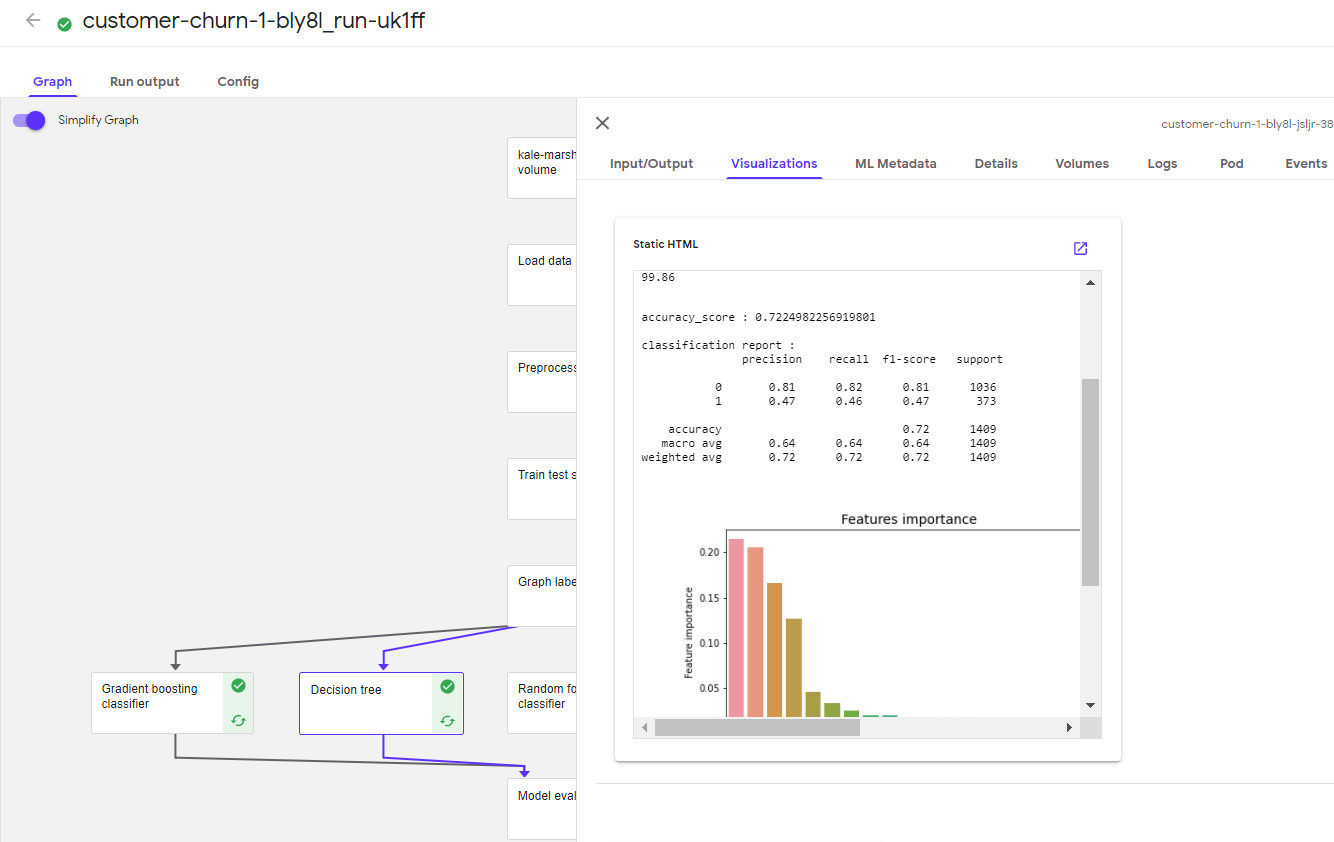 customer-churn-1-bly8l_run-uk1ff
Graph Run output Config
Simplify Graph
kale-marsh
volume
Load data
Preprocess
Train test s
Graph labe
Gradient boosting
classifier
Decision tree
Random fo
classifier
Model eval
customer-churn-1-bly8l-jsljr-38
Input/Output Visualizations ML Metadata Details Volumes Logs Pod Events
Static HTML
99.86
accuracy_score : 0.7224982256919801
classification report :
precision recall f1-score support
0 0.81 0.82 0.81 1036
1 0.47 0.46 0.47 373
accuracy 0.72 1409
macro avg 0.64 0.64 0.64 1409
weighted avg 0.72 0.72 0.72 1409
Features importance
Feature importance
0.20
0.15
0.10
0.05